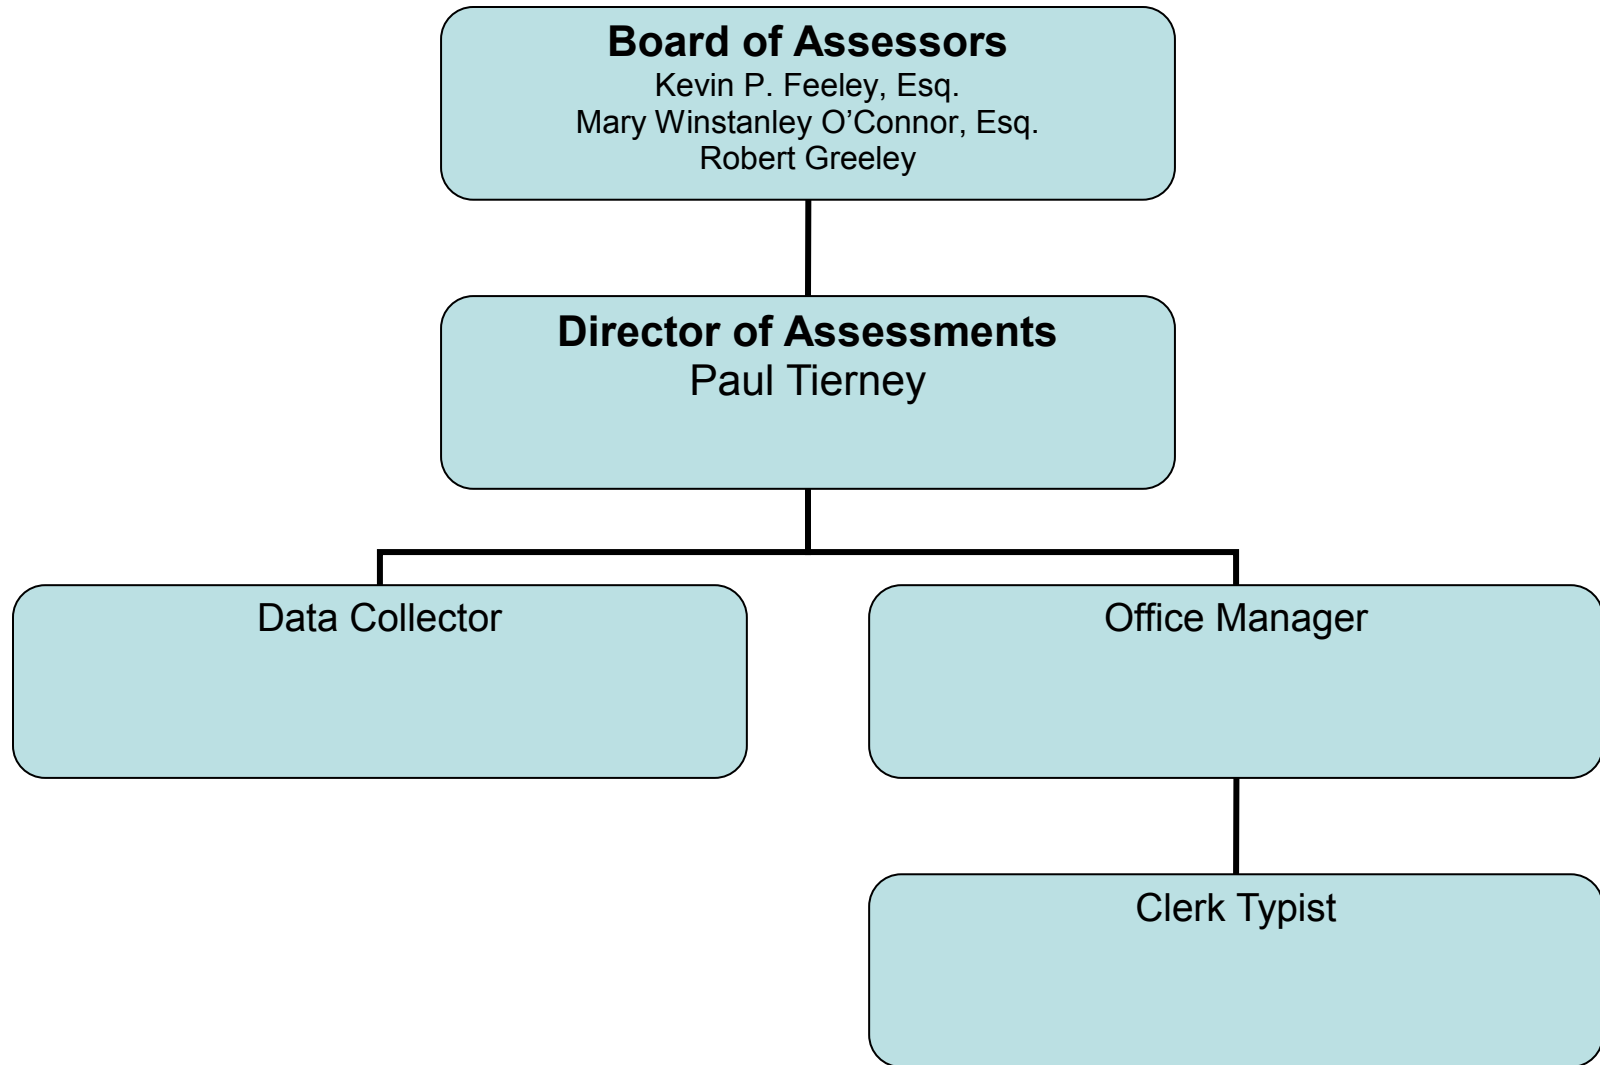 Board of Assessors
Kevin P. Feeley, Esq.
Mary Winstanley O’Connor, Esq.
Robert Greeley
Director of Assessments
Paul Tierney
Data Collector
Office Manager
Clerk Typist